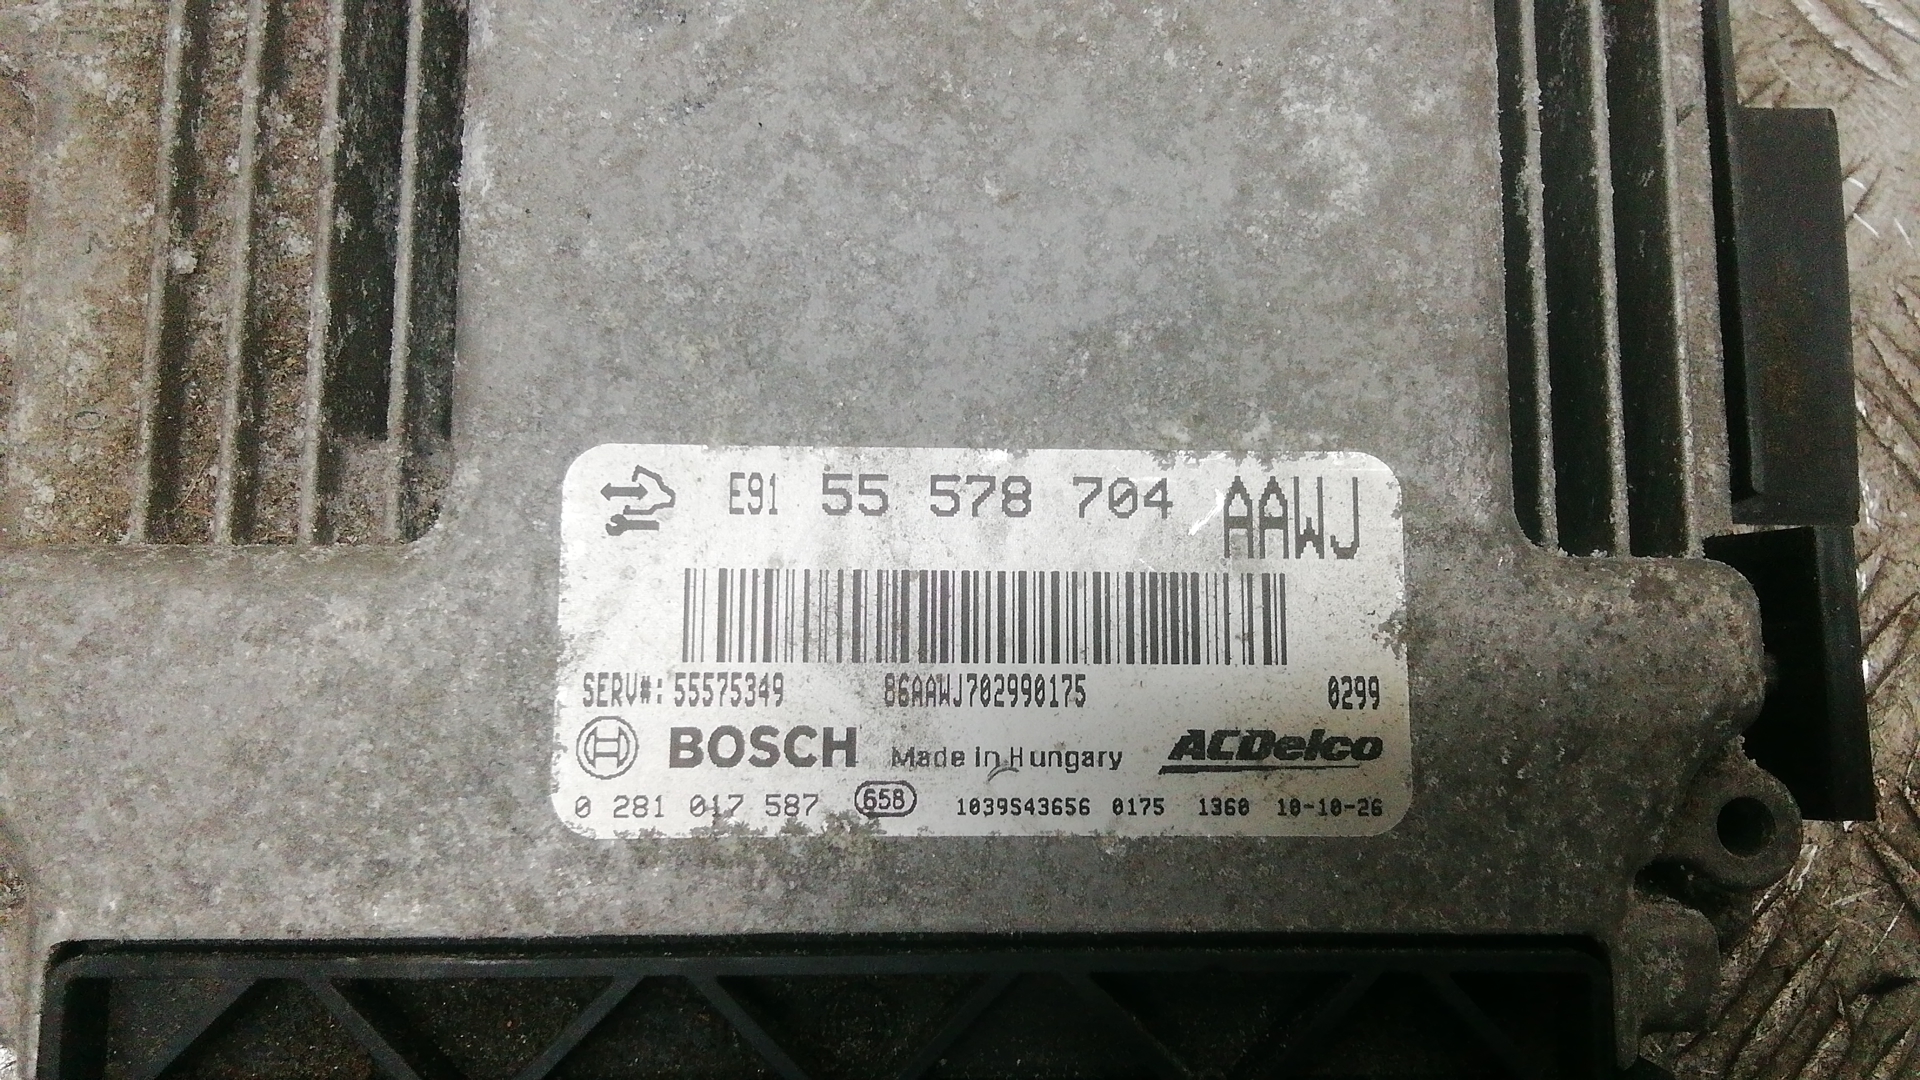 E91 55 578 704 AAWJ
SERV#: 55575349 86AAWJ702990175 0299
BOSCH Made in Hungary ACDelco
0 281 017 587 658 1039S43656 0175 1360 10-10-26